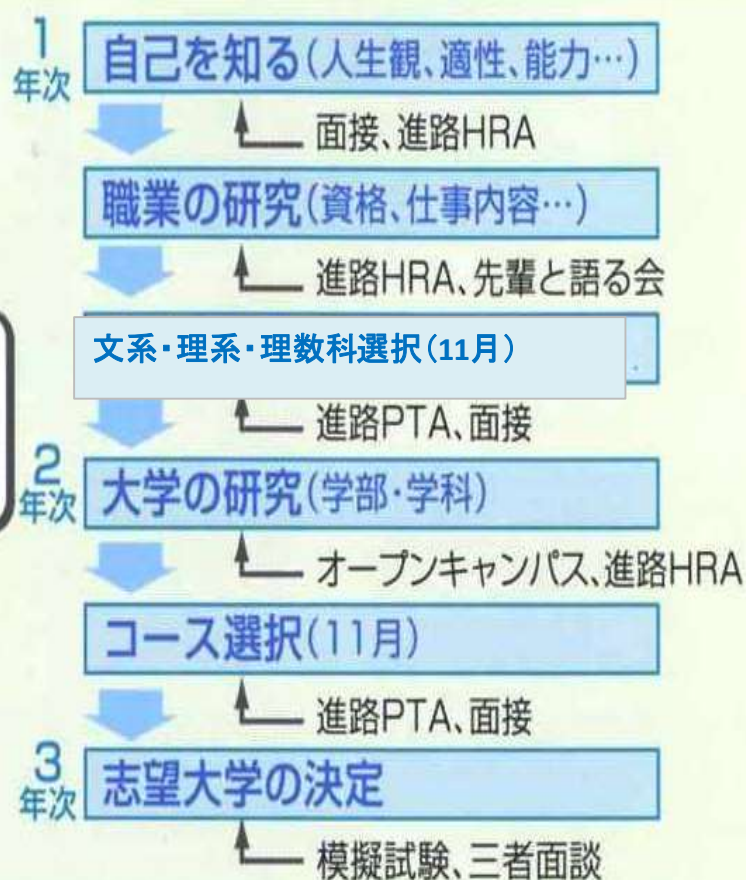 1
年次
自己を知る(人生観、適性、能力…)
面接、進路HRA
職業の研究(資格、仕事内容…)
進路HRA、先輩と語る会
文系・理系・理数科選択(11月)
進路PTA、面接
2
年次
大学の研究(学部・学科)
オープンキャンパス、進路HRA
コース選択(11月)
進路PTA、面接
3
年次
志望大学の決定
模擬試験、三者面談